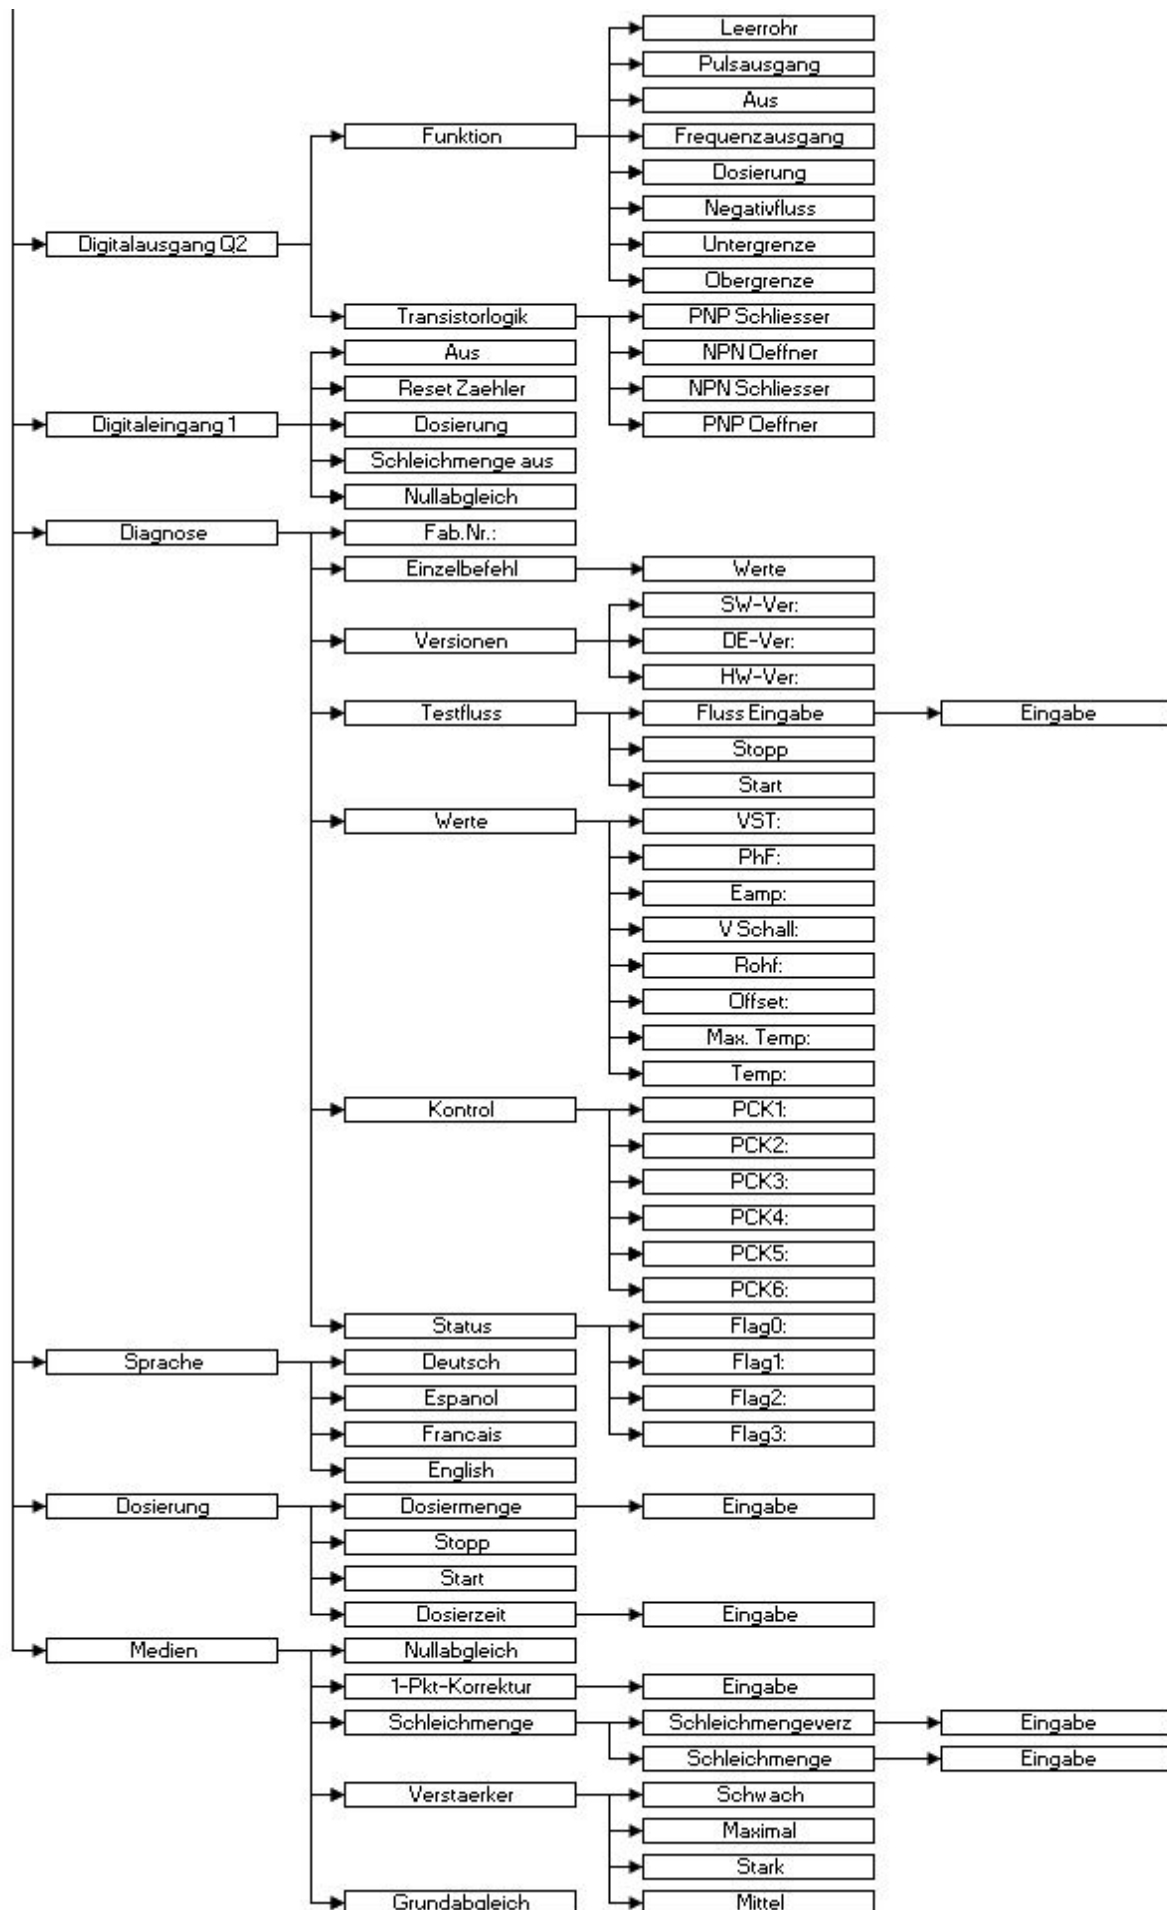 Leerrohr
Pulsausgang
Aus
Funktion Frequenzausgang
Dosierung
Negativfluss
Digitalausgang Q2 Untergrenze
Obergrenze
Transistorlogik PNP Schliesser
Aus NPN Oeffner
Reset Zaehler NPN Schliesser
Digitaleingang 1 Dosierung PNP Oeffner
Schleichmenge aus
Nullabgleich
Diagnose Fab.Nr.:
Einzelbefehl Werte
SW-Ver:
Versionen DE-Ver:
HW-Ver:
Testfluss Fluss Eingabe Eingabe
Stopp
Start
Werte VST:
PhF:
Eamp:
V Schall:
Rohf:
Offset:
Max. Temp:
Temp:
Kontrol PCK1:
PCK2:
PCK3:
PCK4:
PCK5:
PCK6:
Status Flag0:
Sprache Deutsch Flag1:
Espanol Flag2:
Francais Flag3:
English
Dosierung Dosiermenge Eingabe
Stopp
Start
Dosierzeit Eingabe
Medien Nullabgleich
1-Pkt-Korrektur Eingabe
Schleichmenge Schleichmengeverz Eingabe
Schleichmenge Eingabe
Verstaerker Schwach
Maximal
Stark
Grundabgleich Mittel